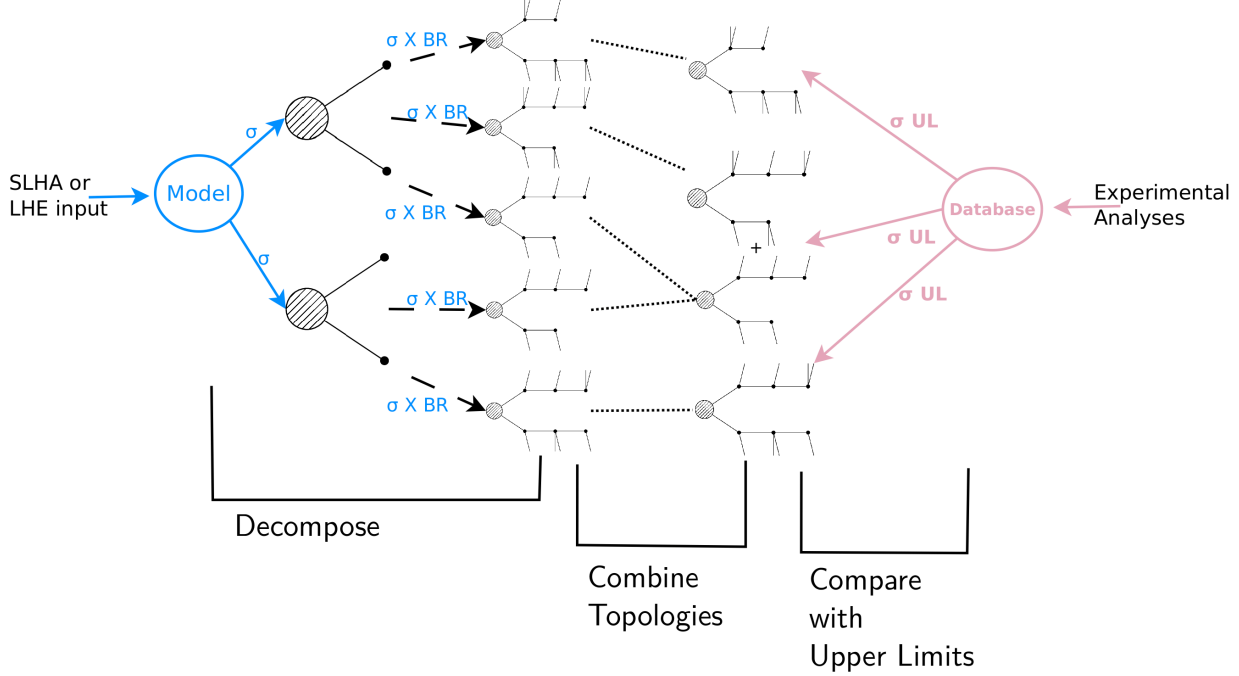 SLHA or
LHE input
Model
σ
σ
σ X BR
σ X BR
σ X BR
σ X BR
σ X BR
+
σ UL
σ UL
σ UL
Database
Experimental
Analyses
Decompose
Combine
Topologies
Compare
with
Upper Limits